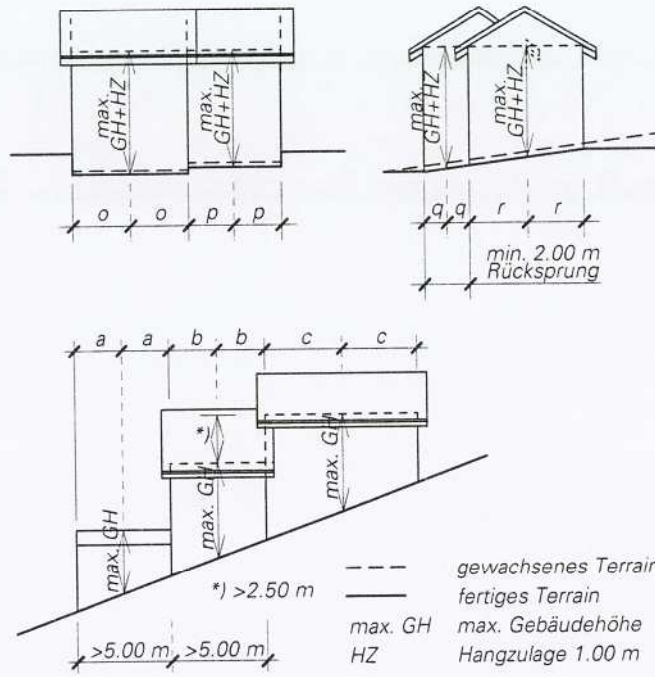 max.
GH+HZ
max.
GH+HZ
o o p p
max.
GH+HZ
max.
GH+HZ
q q r r
min. 2.00 m
Rücksprung
a a b b c c
*)
max. GH
max. GH
max. GH
*) >2.50 m
>5.00 m >5.00 m
gewachsenes Terrain
fertiges Terrain
max. GH max. Gebäudehöhe
HZ Hangzulage 1.00 m